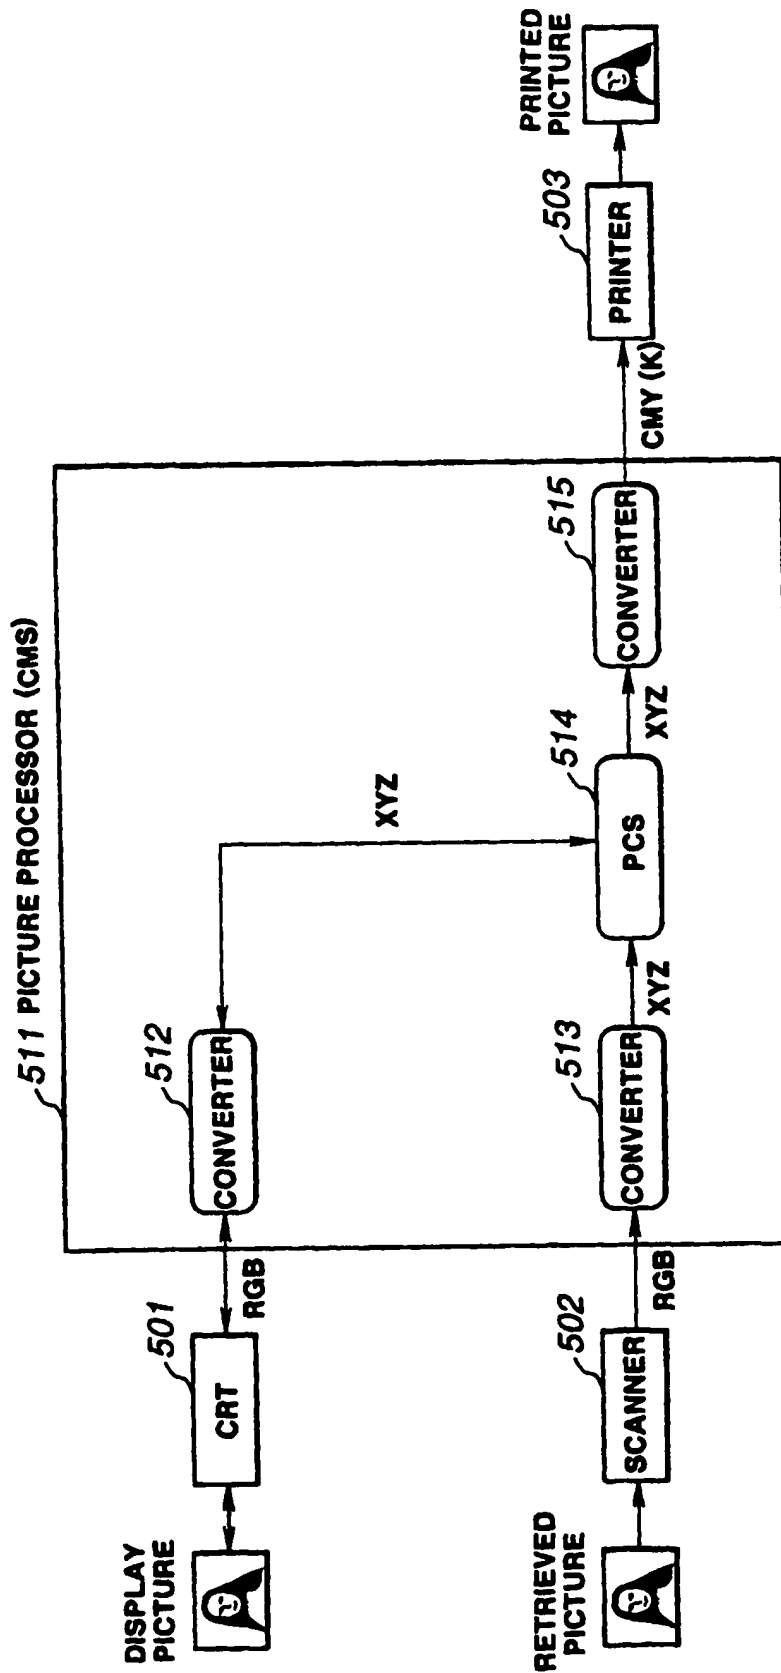 511 PICTURE PROCESSOR (CMS)
DISPLAY
PICTURE
501
CRT
RGB
512
CONVERTER
XYZ
RETRIEVED
PICTURE
502
SCANNER
RGB
513
CONVERTER
XYZ
514
PCS
XYZ
515
CONVERTER
CMY (K)
503
PRINTER
PRINTED
PICTURE